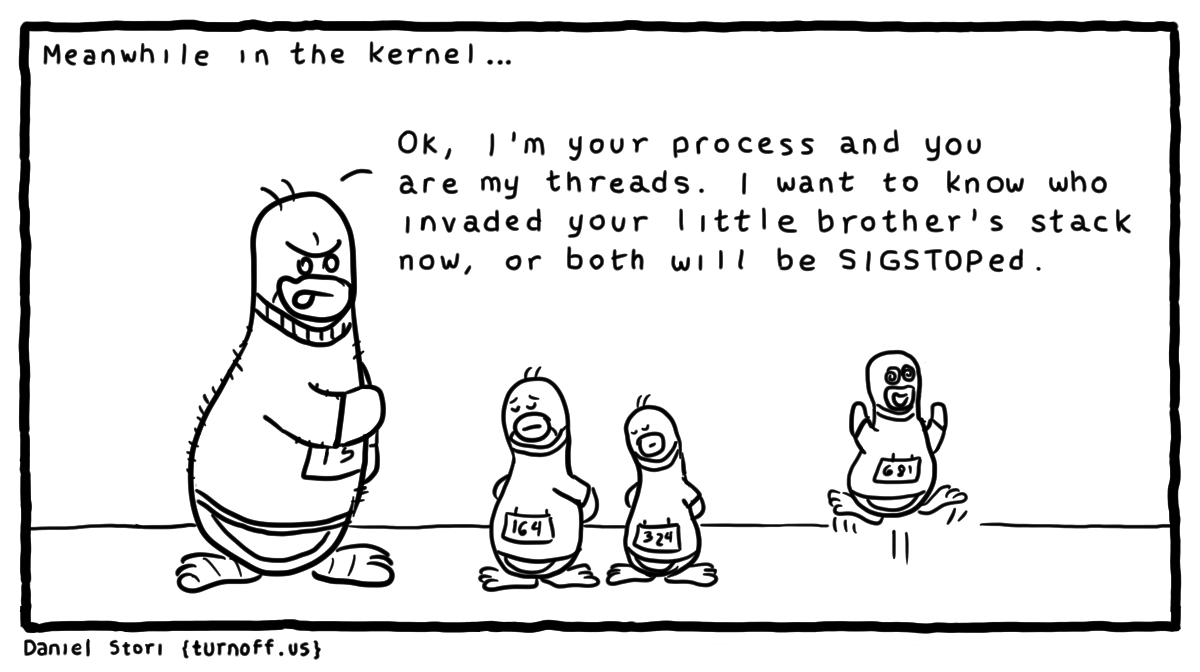 Meanwhile in the kernel...
Ok, I'm your process and you
are my threads. I want to know who
invaded your little brother's stack
now, or both will be SIGSTOPed.
15
164
324
681
Daniel Stori {turnoff.us}